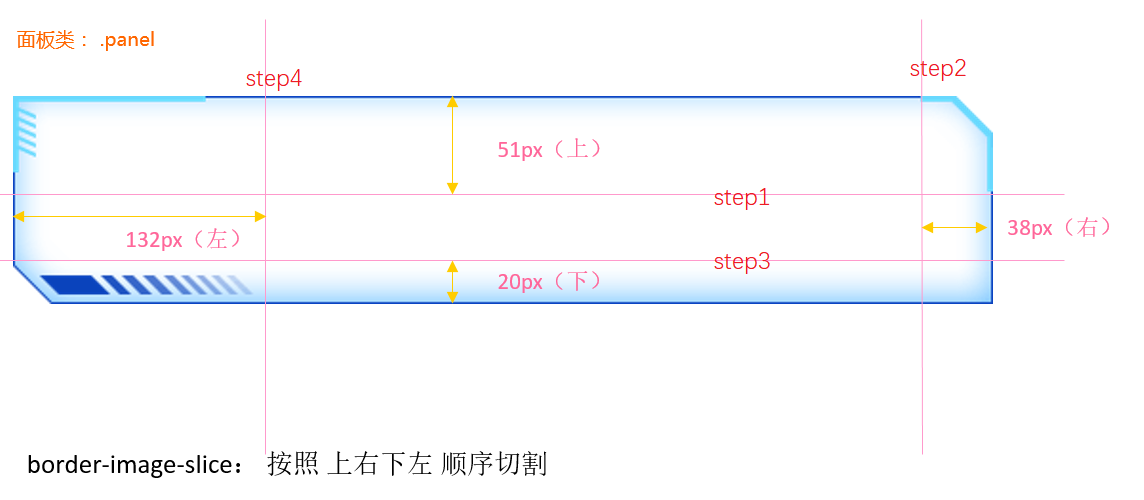 面板类： .panel
step4
step2
51px（上）
step1
132px（左）
38px（右）
step3
20px（下）
border-image-slice： 按照 上右下左 顺序切割